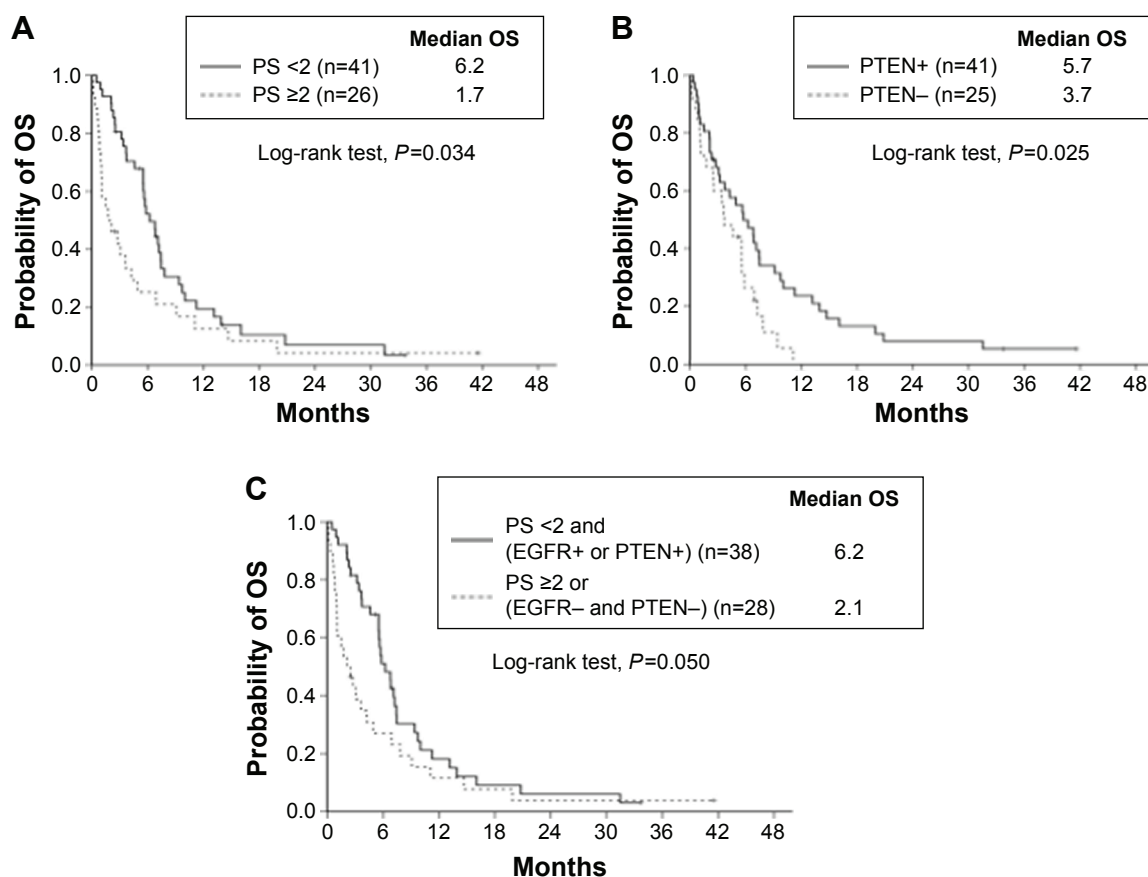 A
Median OS
PS <2 (n=41) 6.2
PS ≥2 (n=26) 1.7
Log-rank test, P=0.034
Probability of OS
1.0
0.8
0.6
0.4
0.2
0.0
0 6 12 18 24 30 36 42 48
Months
B
Median OS
PTEN+ (n=41) 5.7
PTEN– (n=25) 3.7
Log-rank test, P=0.025
Probability of OS
1.0
0.8
0.6
0.4
0.2
0.0
0 6 12 18 24 30 36 42 48
Months
C
Median OS
PS <2 and
(EGFR+ or PTEN+) (n=38) 6.2
PS ≥2 or
(EGFR– and PTEN–) (n=28) 2.1
Log-rank test, P=0.050
Probability of OS
1.0
0.8
0.6
0.4
0.2
0.0
0 6 12 18 24 30 36 42 48
Months